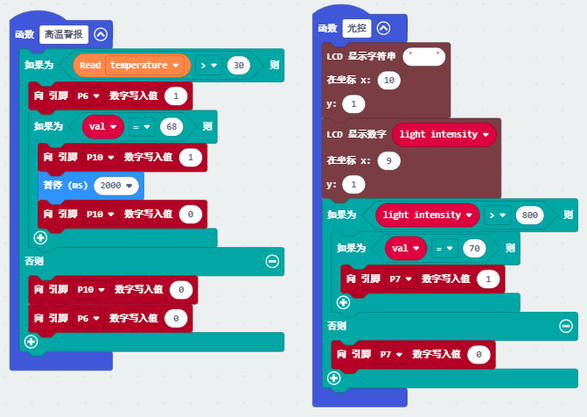 函数 高温警报
如果为 Read temperature > 30 则
向 引脚 P6 数字写入值 1
如果为 val = 68 则
向 引脚 P10 数字写入值 1
暂停 (ms) 2000
向 引脚 P10 数字写入值 0
否则
向 引脚 P10 数字写入值 0
向 引脚 P6 数字写入值 0
函数 光控
LCD 显示字符串 " "
在坐标 x: 10
y: 1
LCD 显示数字 light intensity
在坐标 x: 9
y: 1
如果为 light intensity > 800 则
如果为 val = 70 则
向 引脚 P7 数字写入值 1
否则
向 引脚 P7 数字写入值 0